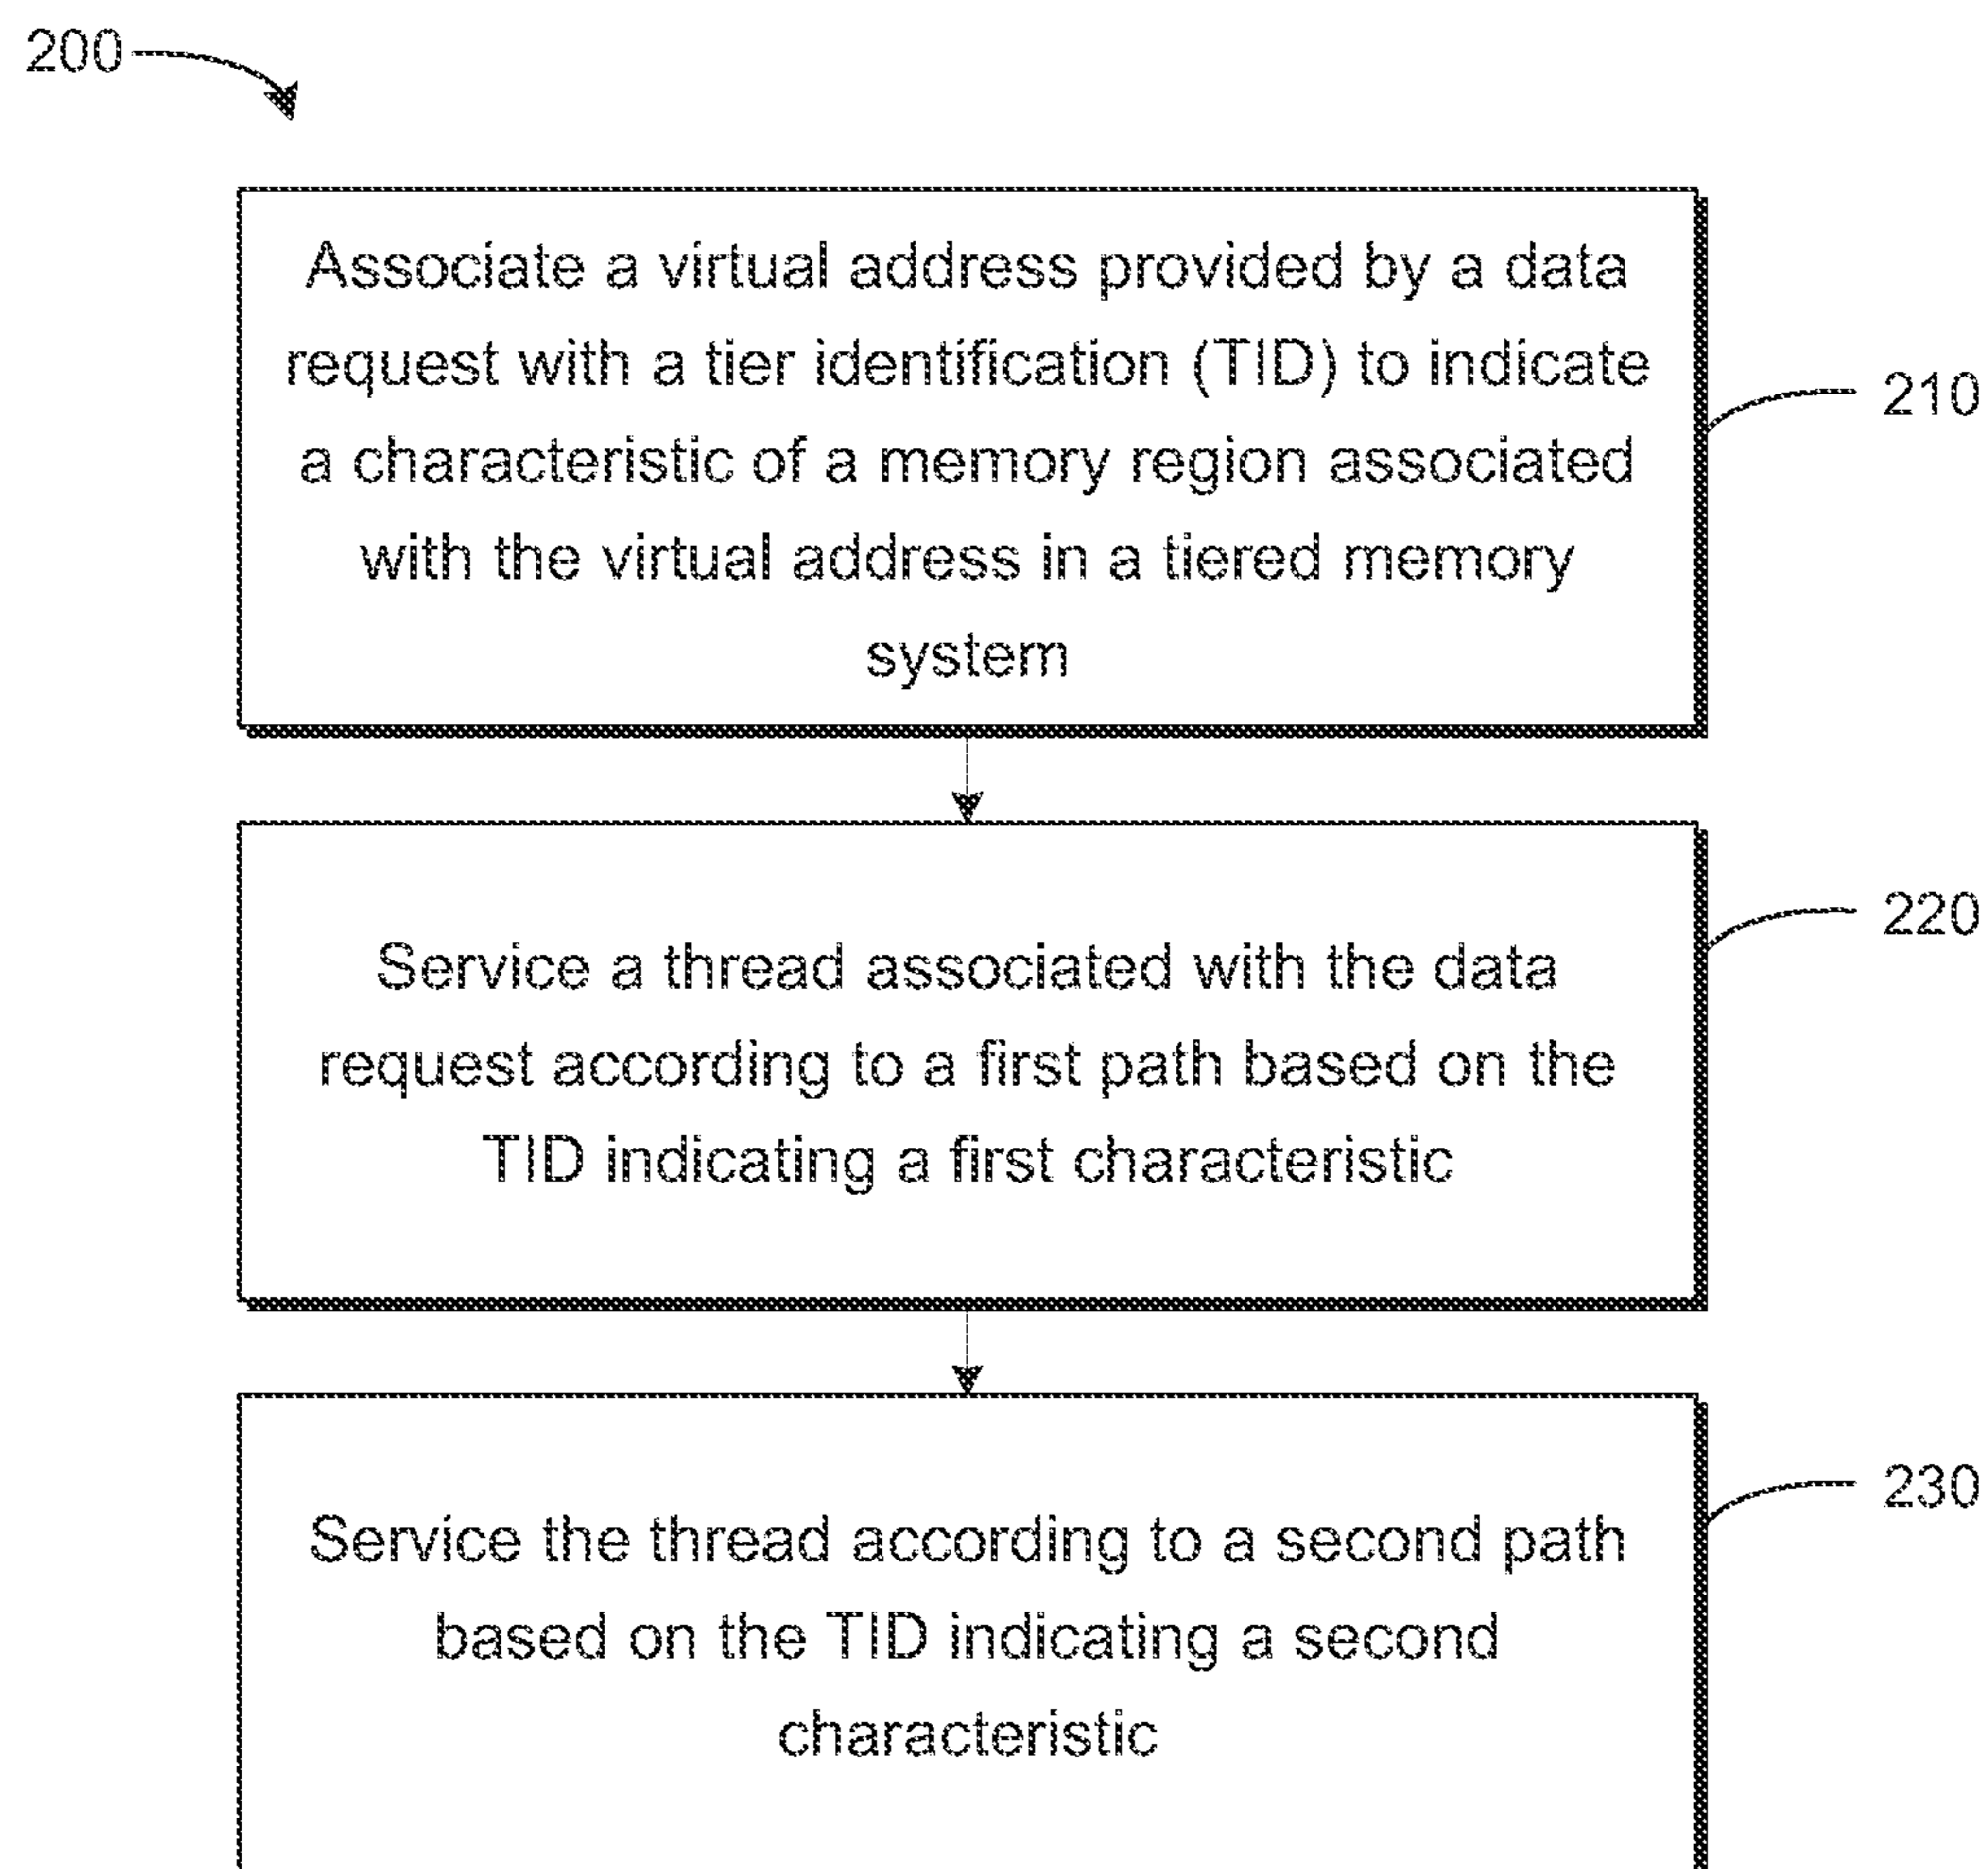 200
Associate a virtual address provided by a data
request with a tier identification (TID) to indicate
a characteristic of a memory region associated
with the virtual address in a tiered memory
system
210
Service a thread associated with the data
request according to a first path based on the
TID indicating a first characteristic
220
Service the thread according to a second path
based on the TID indicating a second
characteristic
230